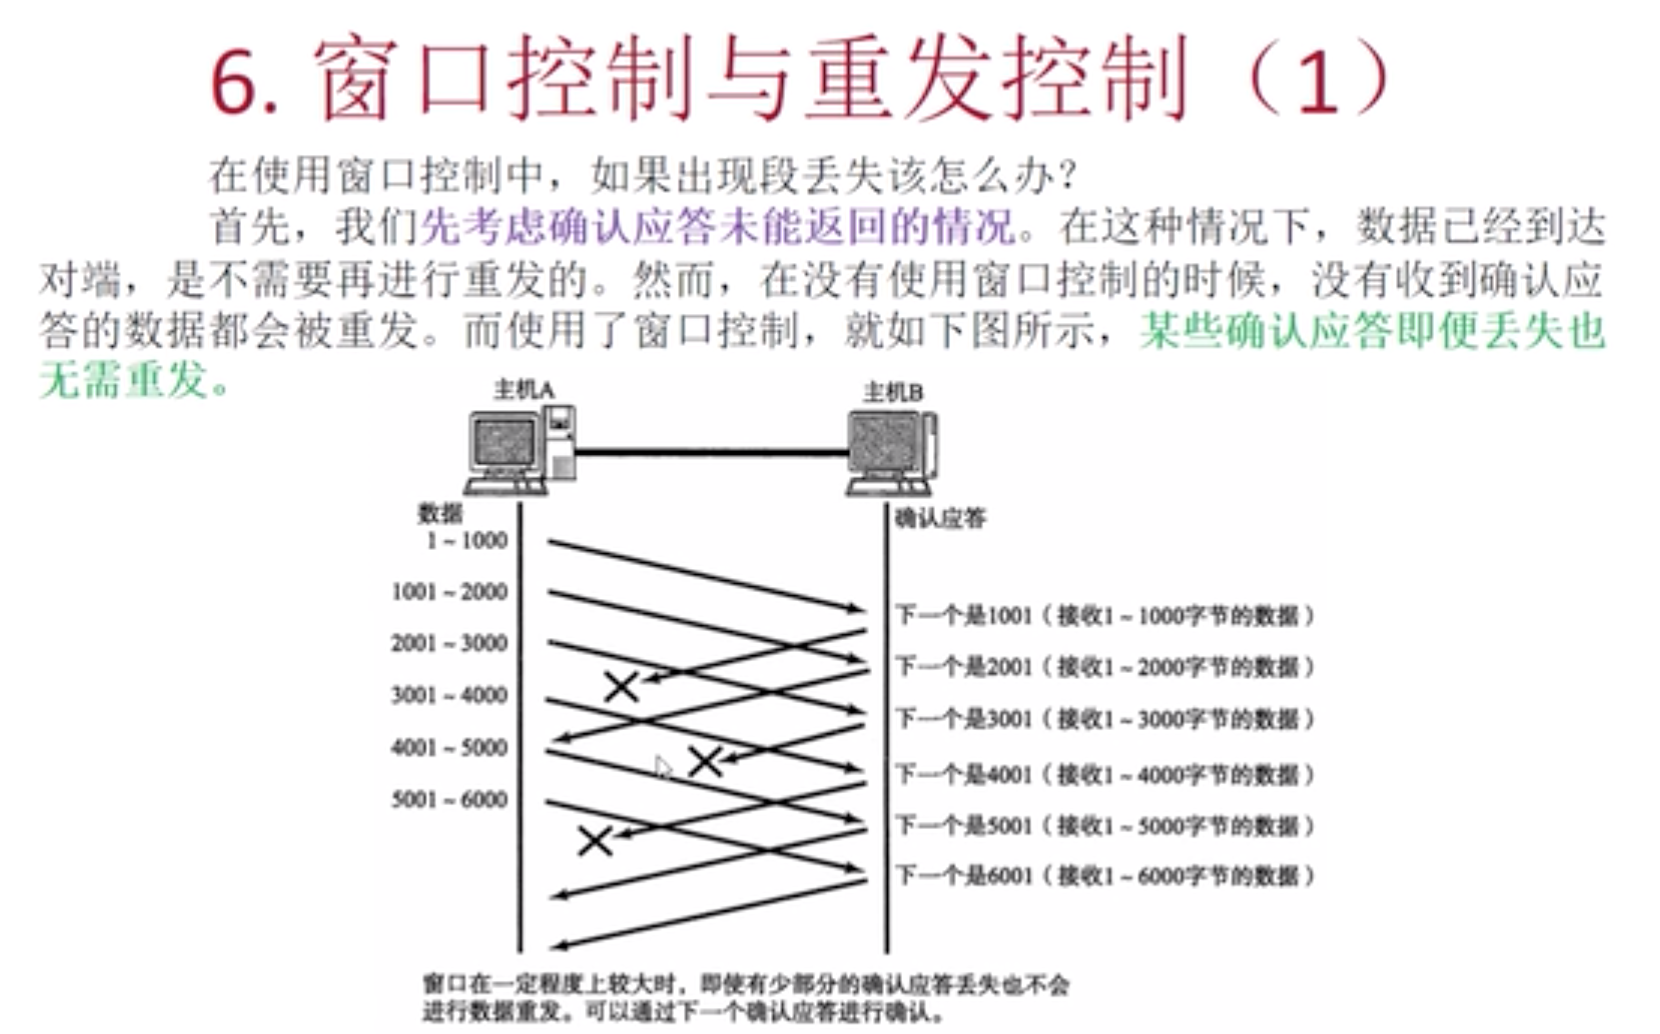 6. 窗口控制与重发控制（1）
在使用窗口控制中，如果出现段丢失该怎么办？
首先，我们先考虑确认应答未能返回的情况。在这种情况下，数据已经到达
对端，是不需要再进行重发的。然而，在没有使用窗口控制的时候，没有收到确认应
答的数据都会被重发。而使用了窗口控制，就如下图所示，某些确认应答即便丢失也
无需重发。
主机A
主机B
数据
确认应答
1～1000
1001～2000
2001～3000
3001～4000
4001～5000
5001～6000
下一个是1001（接收1～1000字节的数据）
下一个是2001（接收1～2000字节的数据）
下一个是3001（接收1～3000字节的数据）
下一个是4001（接收1～4000字节的数据）
下一个是5001（接收1～5000字节的数据）
下一个是6001（接收1～6000字节的数据）
窗口在一定程度上较大时，即使有少部分的确认应答丢失也不会
进行数据重发。可以通过下一个确认应答进行确认。